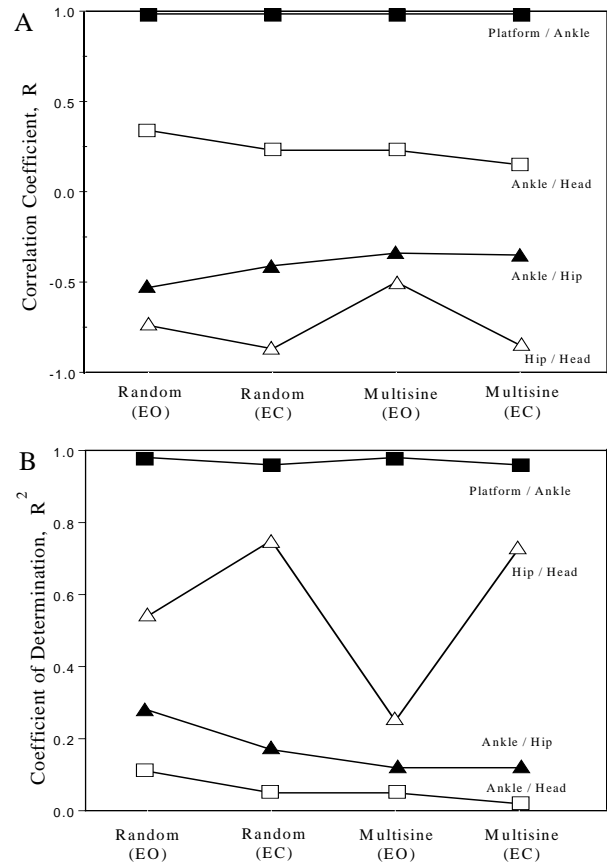 A
1.0
Platform / Ankle
0.5
Correlation Coefficient, R
0.0
Ankle / Head
Ankle / Hip
-0.5
Hip / Head
-1.0
Random Random Multisine Multisine
(EO) (EC) (EO) (EC)
B
1.0
Platform / Ankle
0.8
Hip / Head
Coefficient of Determination, R²
0.6
0.4
Ankle / Hip
0.2
Ankle / Head
0.0
Random Random Multisine Multisine
(EO) (EC) (EO) (EC)